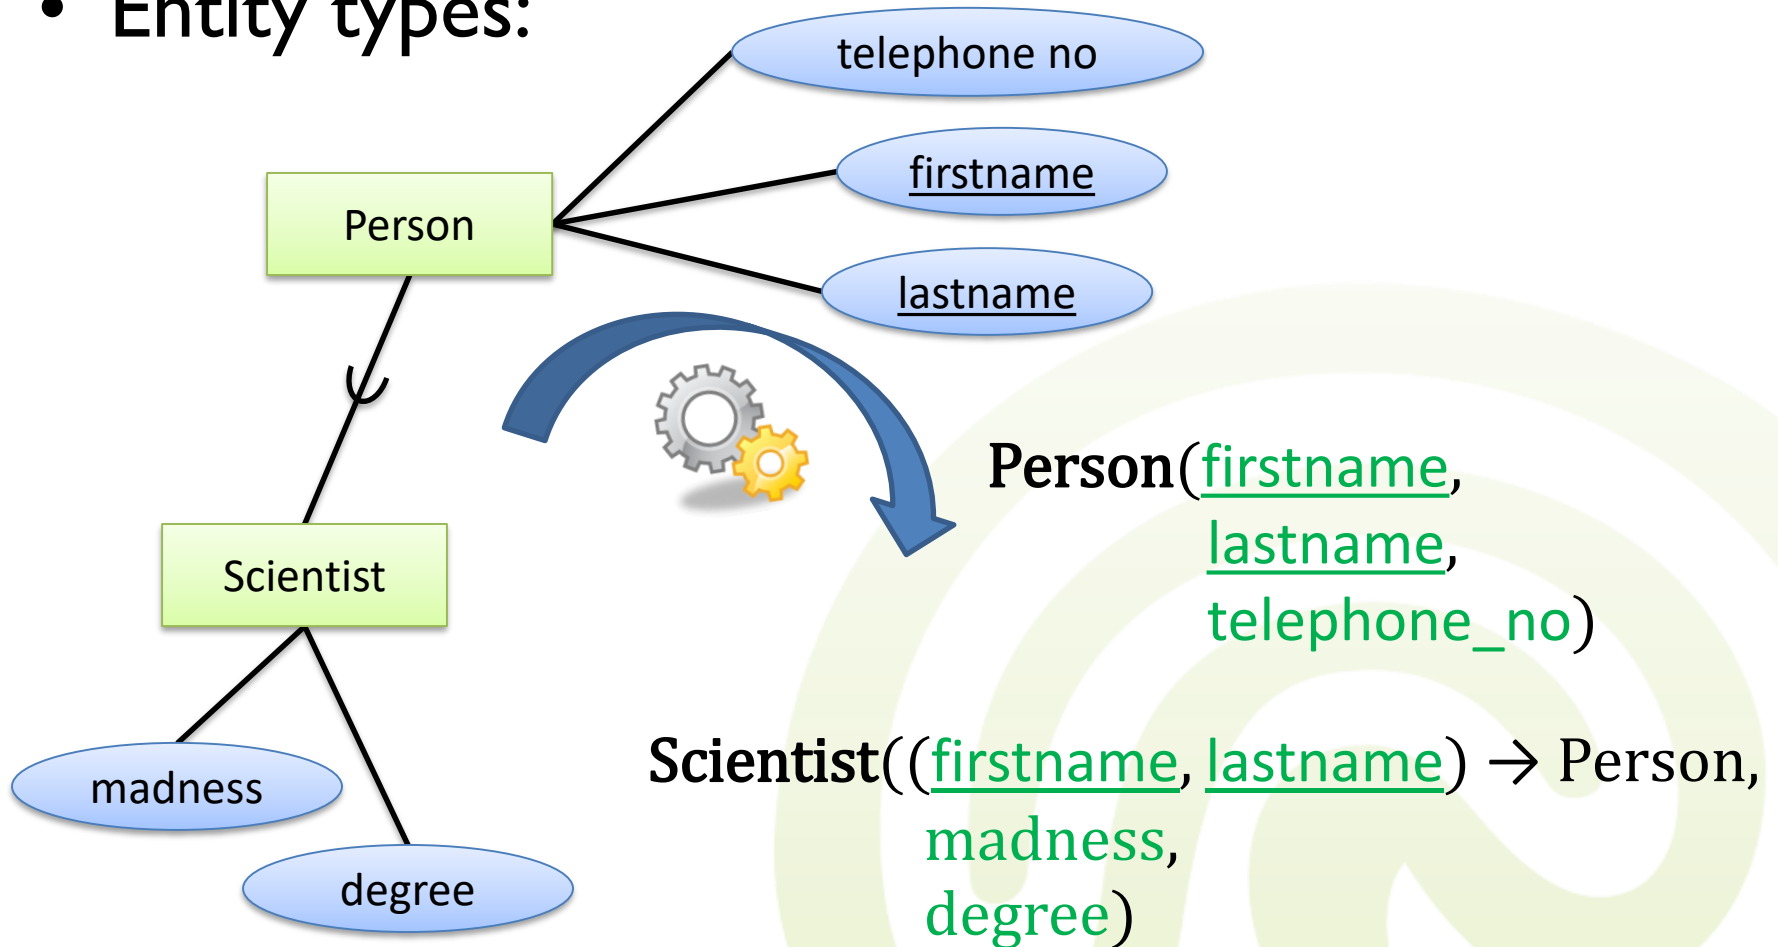 • Entity types:
telephone no
firstname
Person
lastname
Scientist
madness
degree
Person(firstname,
lastname,
telephone_no)
Scientist((firstname, lastname) → Person,
madness,
degree)